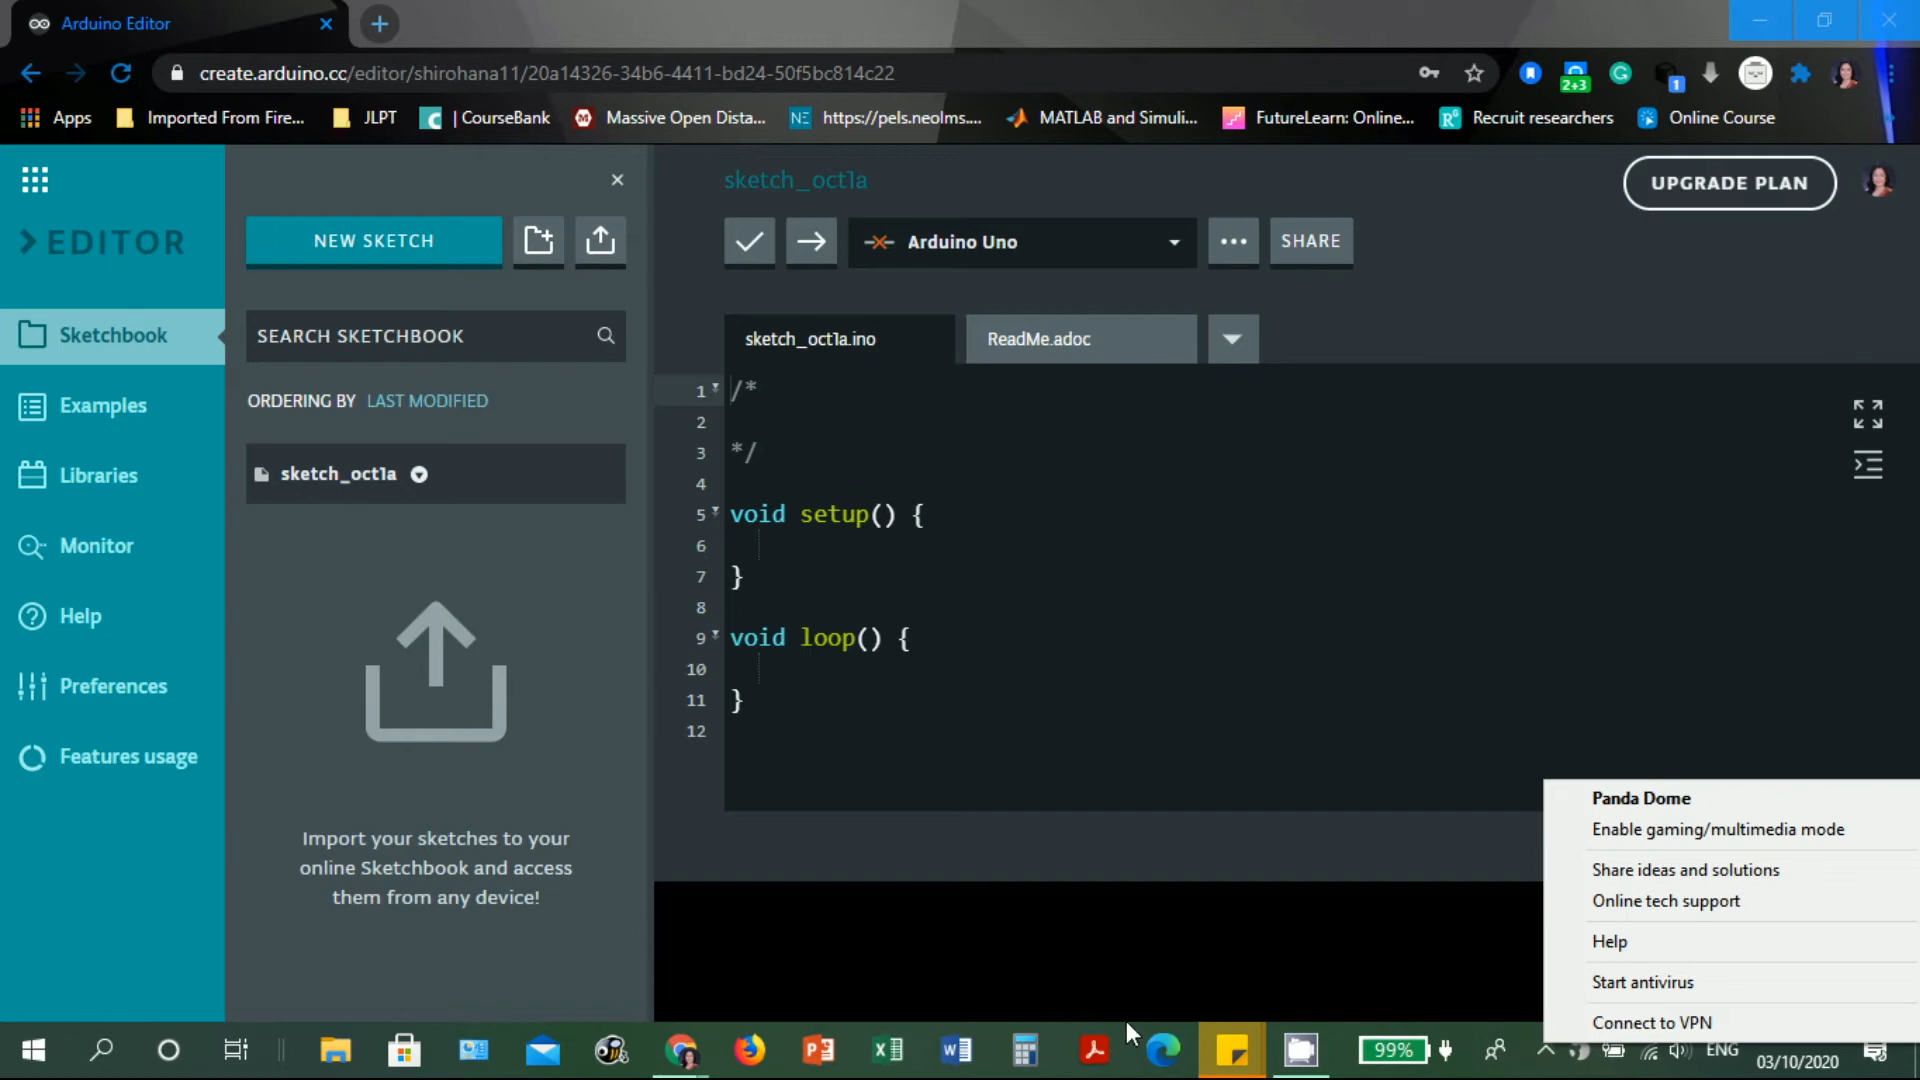 Arduino Editor
create.arduino.cc/editor/shirohana11/20a14326-34b6-4411-bd24-50f5bc814c22
2+3
1
Apps
Imported From Fire...
JLPT
| CourseBank
Massive Open Dista...
NE
https://pels.neolms....
MATLAB and Simuli...
FutureLearn: Online...
Recruit researchers
Online Course
EDITOR
Sketchbook
Examples
Libraries
Monitor
Help
Preferences
Features usage
NEW SKETCH
SEARCH SKETCHBOOK
ORDERING BY LAST MODIFIED
sketch_oct1a
Import your sketches to your
online Sketchbook and access
them from any device!
sketch_oct1a
UPGRADE PLAN
Arduino Uno
SHARE
sketch_oct1a.ino
ReadMe.adoc
1 /*
2
3 */
4
5 void setup() {
6
7 }
8
9 void loop() {
10
11 }
12
Panda Dome
Enable gaming/multimedia mode
Share ideas and solutions
Online tech support
Help
Start antivirus
Connect to VPN
99%
ENG
03/10/2020